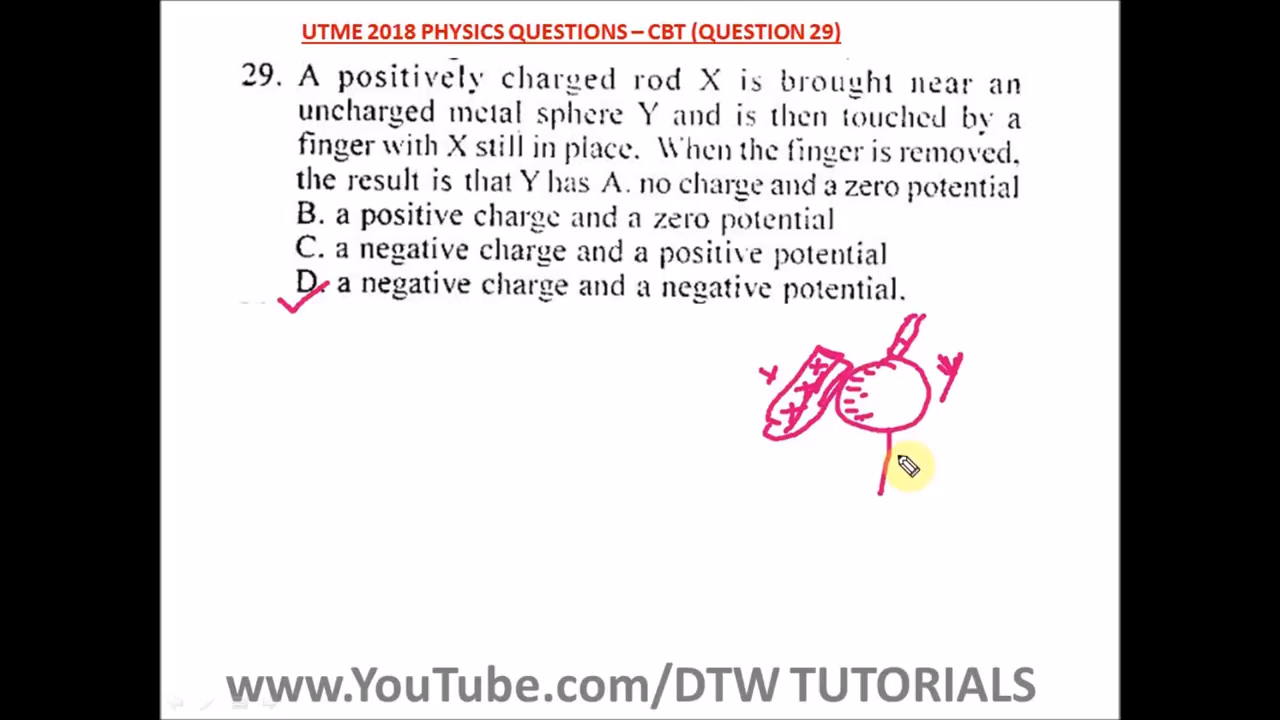 UTME 2018 PHYSICS QUESTIONS – CBT (QUESTION 29)
29. A positively charged rod X is brought near an
uncharged metal sphere Y and is then touched by a
finger with X still in place. When the finger is removed,
the result is that Y has A. no charge and a zero potential
B. a positive charge and a zero potential
C. a negative charge and a positive potential
D. a negative charge and a negative potential.
www.YouTube.com/DTW TUTORIALS